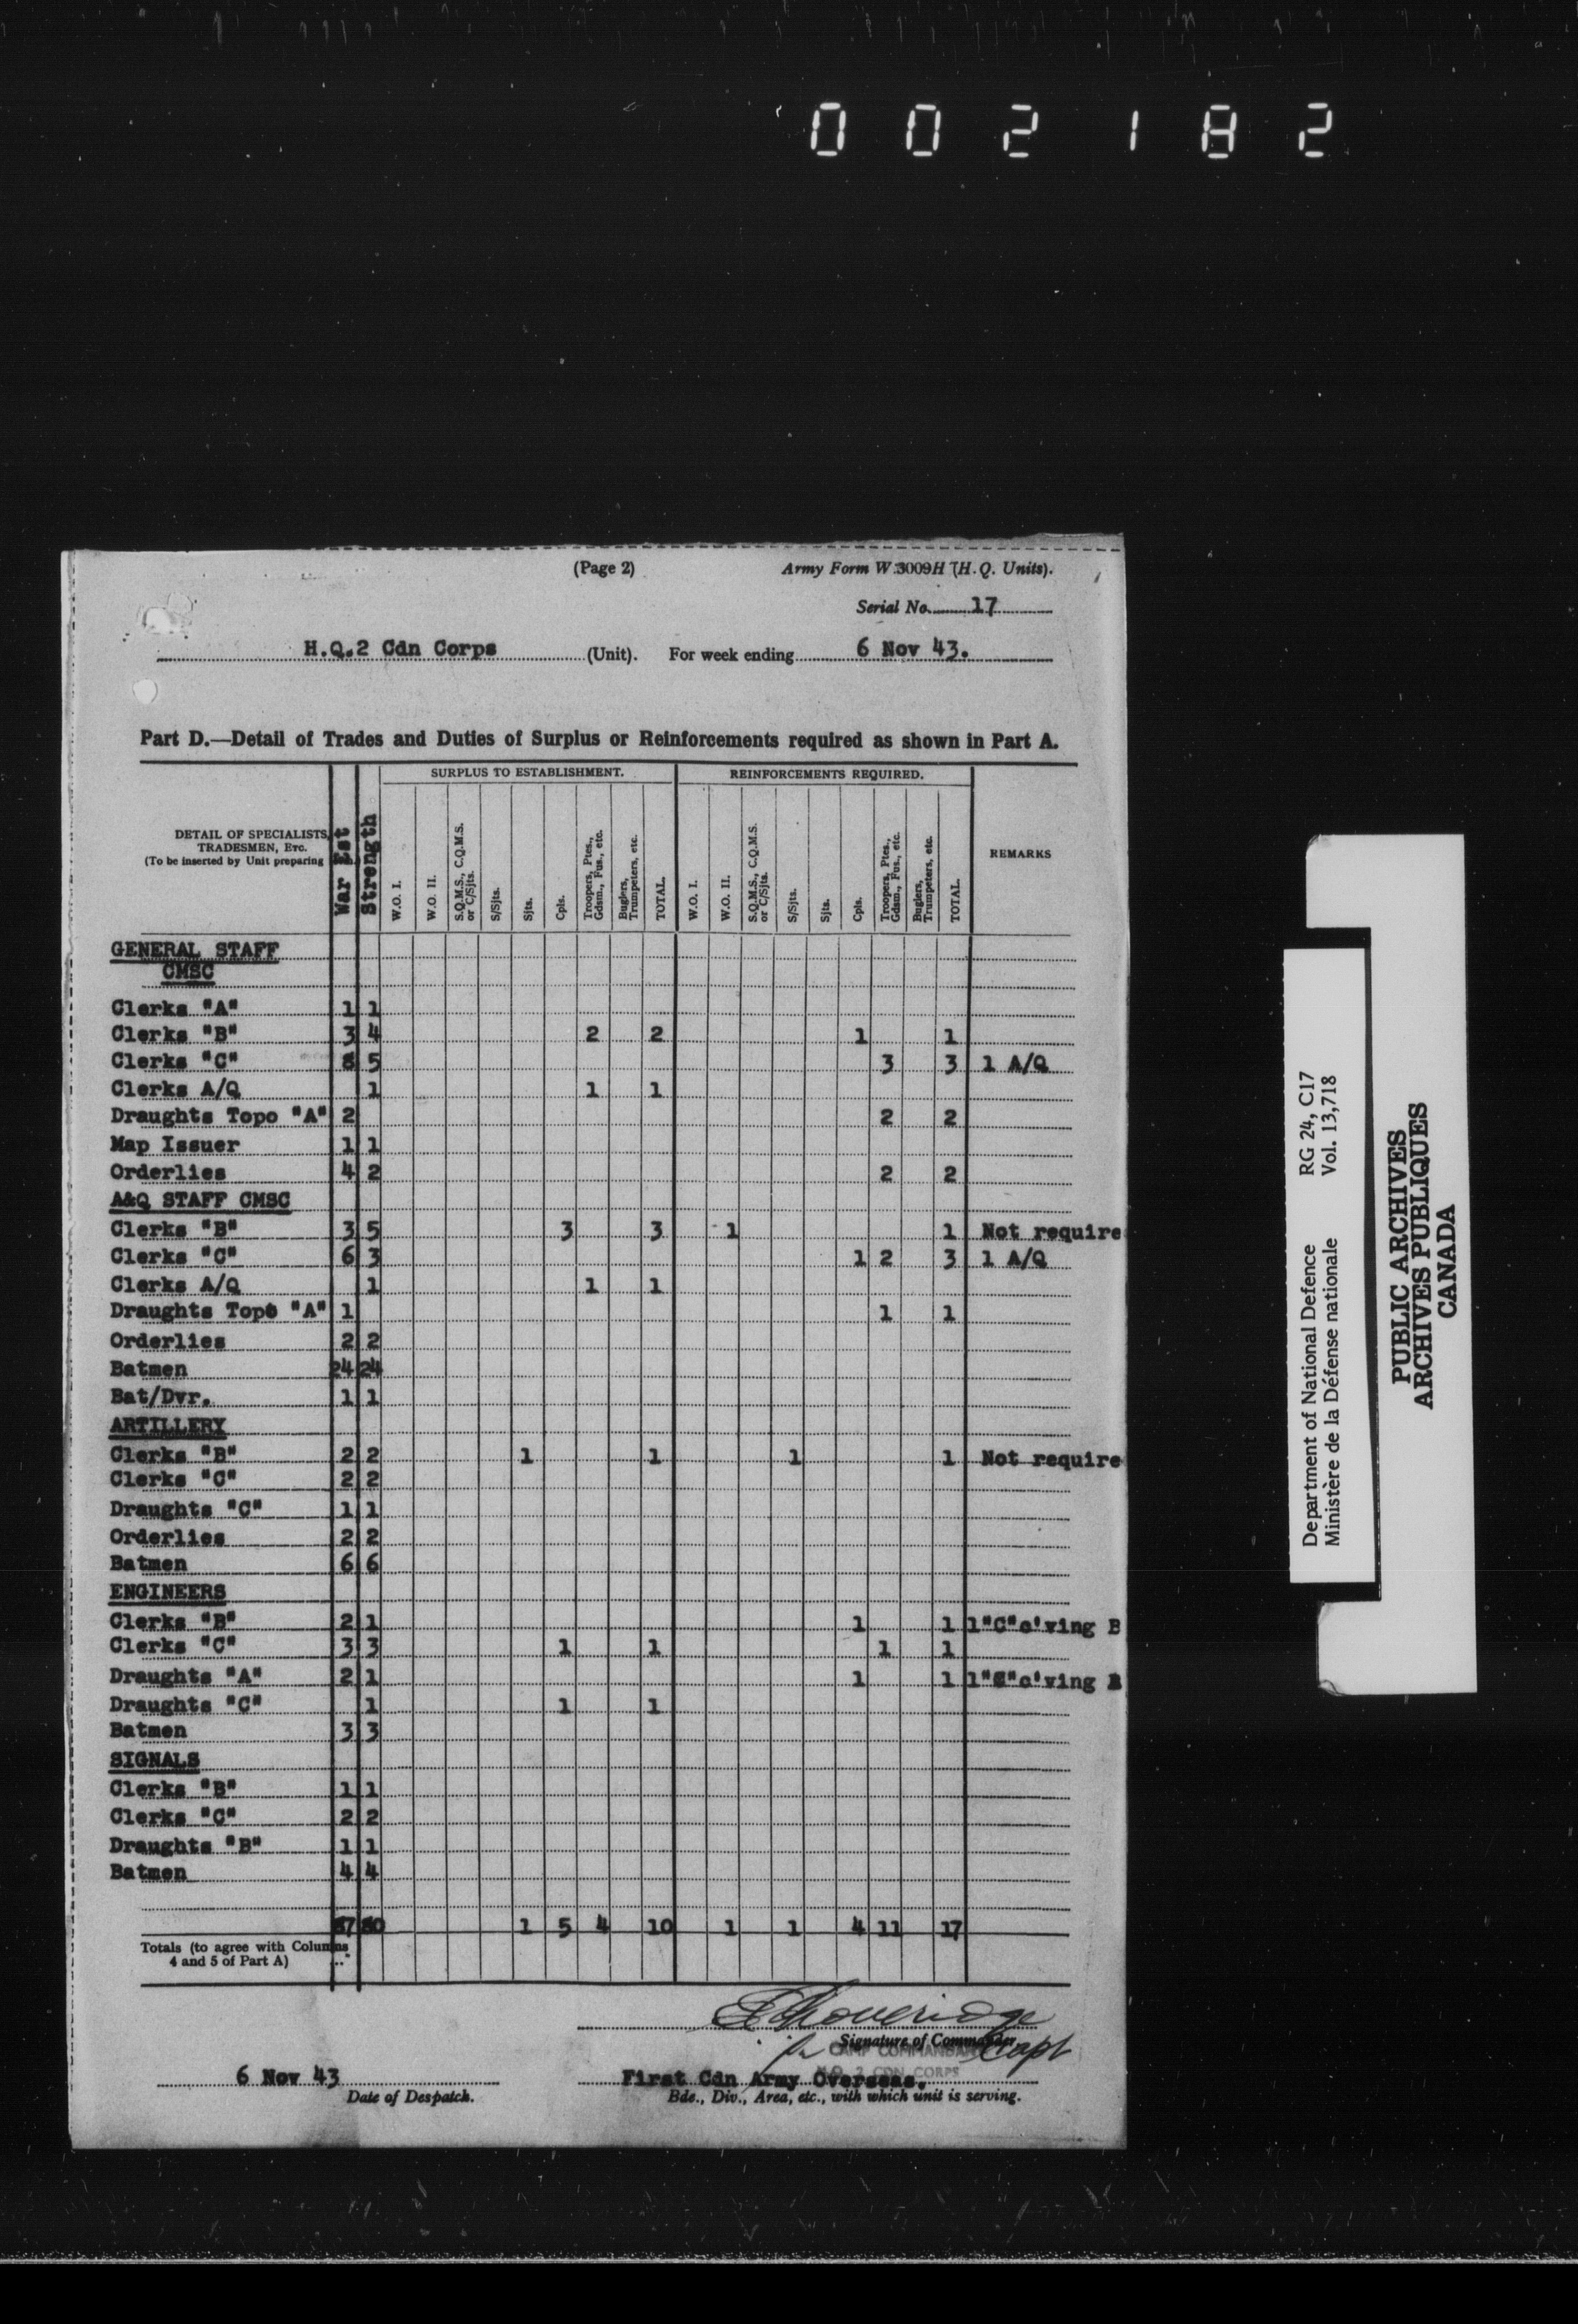 002182
(Page 2) Army Form W.3009H (H.Q. Units).
Serial No. 17
H.Q.2 Cdn Corps (Unit). For week ending 6 Nov 43.
Part D.—Detail of Trades and Duties of Surplus or Reinforcements required as shown in Part A.
SURPLUS TO ESTABLISHMENT. REINFORCEMENTS REQUIRED.
DETAIL OF SPECIALISTS,
TRADESMEN, ETC.
(To be inserted by Unit preparing
War Est
Strength
W.O. I.
W.O. II.
S.Q.M.S., C.Q.M.S. or C/Sjts.
S/Sjts.
Sjts.
Cpls.
Troopers, Ptes., Gdsm., Fus., etc.
Buglers, Trumpeters, etc.
TOTAL.
W.O. I.
W.O. II.
S.Q.M.S., C.Q.M.S. or C/Sjts.
S/Sjts.
Sjts.
Cpls.
Troopers, Ptes., Gdsm., Fus., etc.
Buglers, Trumpeters, etc.
TOTAL.
REMARKS
GENERAL STAFF
CMSC
Clerks "A" 1 1
Clerks "B" 3 4 2 2 1 1
Clerks "C" 8 5 3 3 1 A/Q
Clerks A/Q 1 1 1
Draughts Topo "A" 2 2 2
Map Issuer 1 1
Orderlies 4 2 2 2
A&Q STAFF CMSC
Clerks "B" 3 5 3 3 1 1 Not require
Clerks "C" 6 3 1 2 3 1 A/Q
Clerks A/Q 1 1 1
Draughts Topo "A" 1 1 1
Orderlies 2 2
Batmen 24 24
Bat/Dvr. 1 1
ARTILLERY
Clerks "B" 2 2 1 1 1 1 Not require
Clerks "C" 2 2
Draughts "C" 1 1
Orderlies 2 2
Batmen 6 6
ENGINEERS
Clerks "B" 2 1 1 1 1"C"c'ving B
Clerks "C" 3 3 1 1 1 1
Draughts "A" 2 1 1 1 1 c'ving
Draughts "C" 1 1 1
Batmen 3 3
SIGNALS
Clerks "B" 1 1
Clerks "C" 2 2
Draughts "B" 1 1
Batmen 4 4
87 80 1 5 4 10 1 1 4 11 17
Totals (to agree with Columns
4 and 5 of Part A) ..
Signature of Commander
for CAMP COMMANDANT Capt
H.Q. 2 CDN CORPS
6 Nov 43 First Cdn Army Overseas.
Date of Despatch. Bde., Div., Area, etc., with which unit is serving.
Department of National Defence RG 24, C17
Ministère de la Défense nationale Vol. 13,718
PUBLIC ARCHIVES
ARCHIVES PUBLIQUES
CANADA